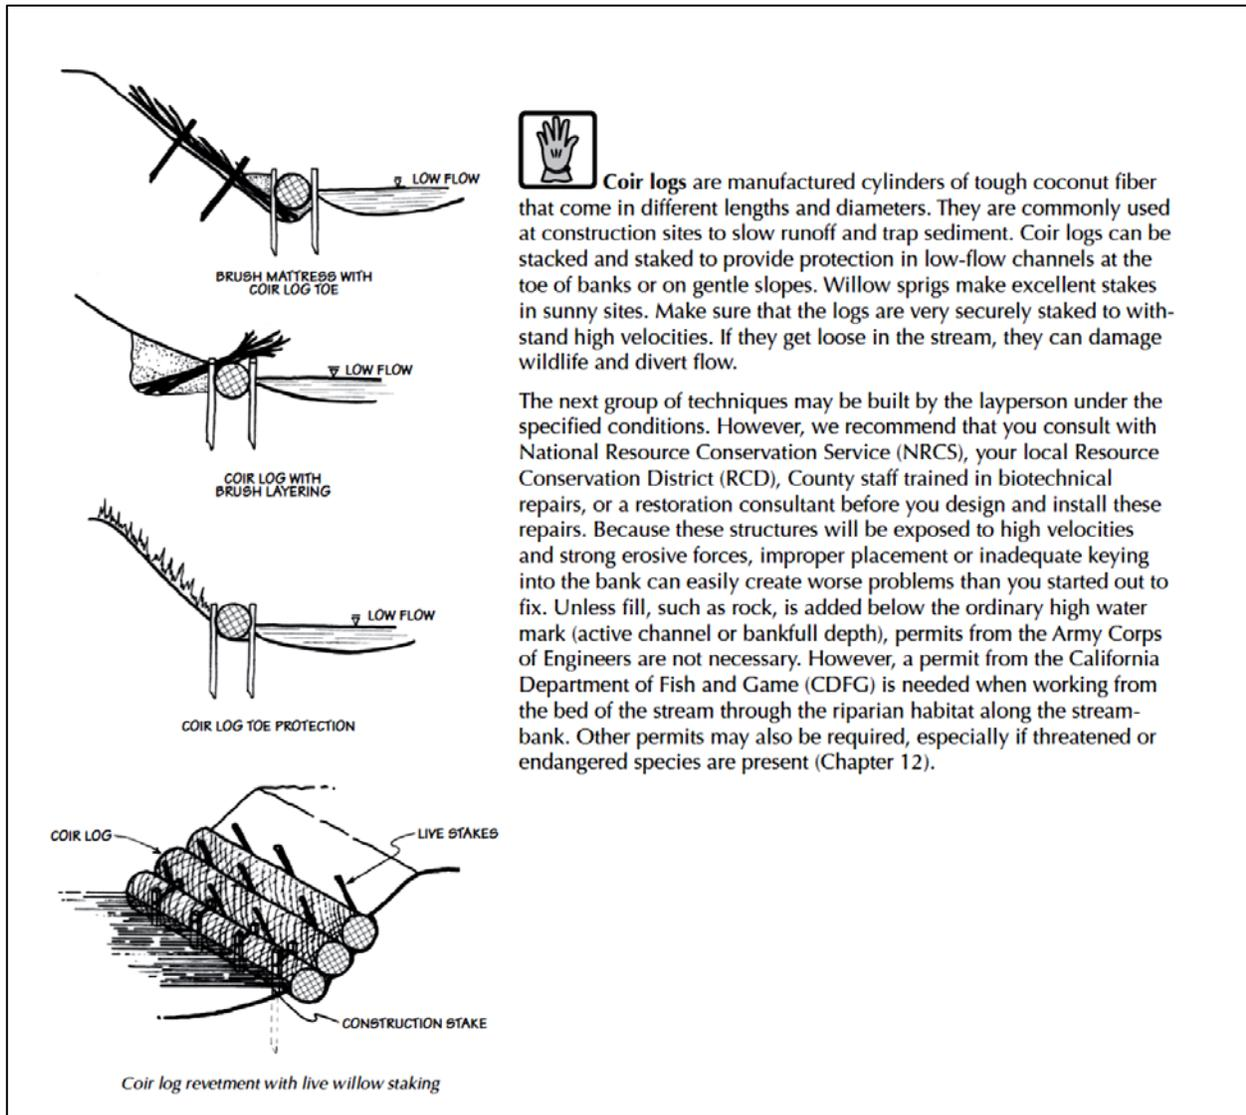 LOW FLOW
BRUSH MATTRESS WITH
COIR LOG TOE
LOW FLOW
COIR LOG WITH
BRUSH LAYERING
LOW FLOW
COIR LOG TOE PROTECTION
COIR LOG
LIVE STAKES
CONSTRUCTION STAKE
Coir log revetment with live willow staking
Coir logs are manufactured cylinders of tough coconut fiber
that come in different lengths and diameters. They are commonly used
at construction sites to slow runoff and trap sediment. Coir logs can be
stacked and staked to provide protection in low-flow channels at the
toe of banks or on gentle slopes. Willow sprigs make excellent stakes
in sunny sites. Make sure that the logs are very securely staked to with-
stand high velocities. If they get loose in the stream, they can damage
wildlife and divert flow.
The next group of techniques may be built by the layperson under the
specified conditions. However, we recommend that you consult with
National Resource Conservation Service (NRCS), your local Resource
Conservation District (RCD), County staff trained in biotechnical
repairs, or a restoration consultant before you design and install these
repairs. Because these structures will be exposed to high velocities
and strong erosive forces, improper placement or inadequate keying
into the bank can easily create worse problems than you started out to
fix. Unless fill, such as rock, is added below the ordinary high water
mark (active channel or bankfull depth), permits from the Army Corps
of Engineers are not necessary. However, a permit from the California
Department of Fish and Game (CDFG) is needed when working from
the bed of the stream through the riparian habitat along the stream-
bank. Other permits may also be required, especially if threatened or
endangered species are present (Chapter 12).